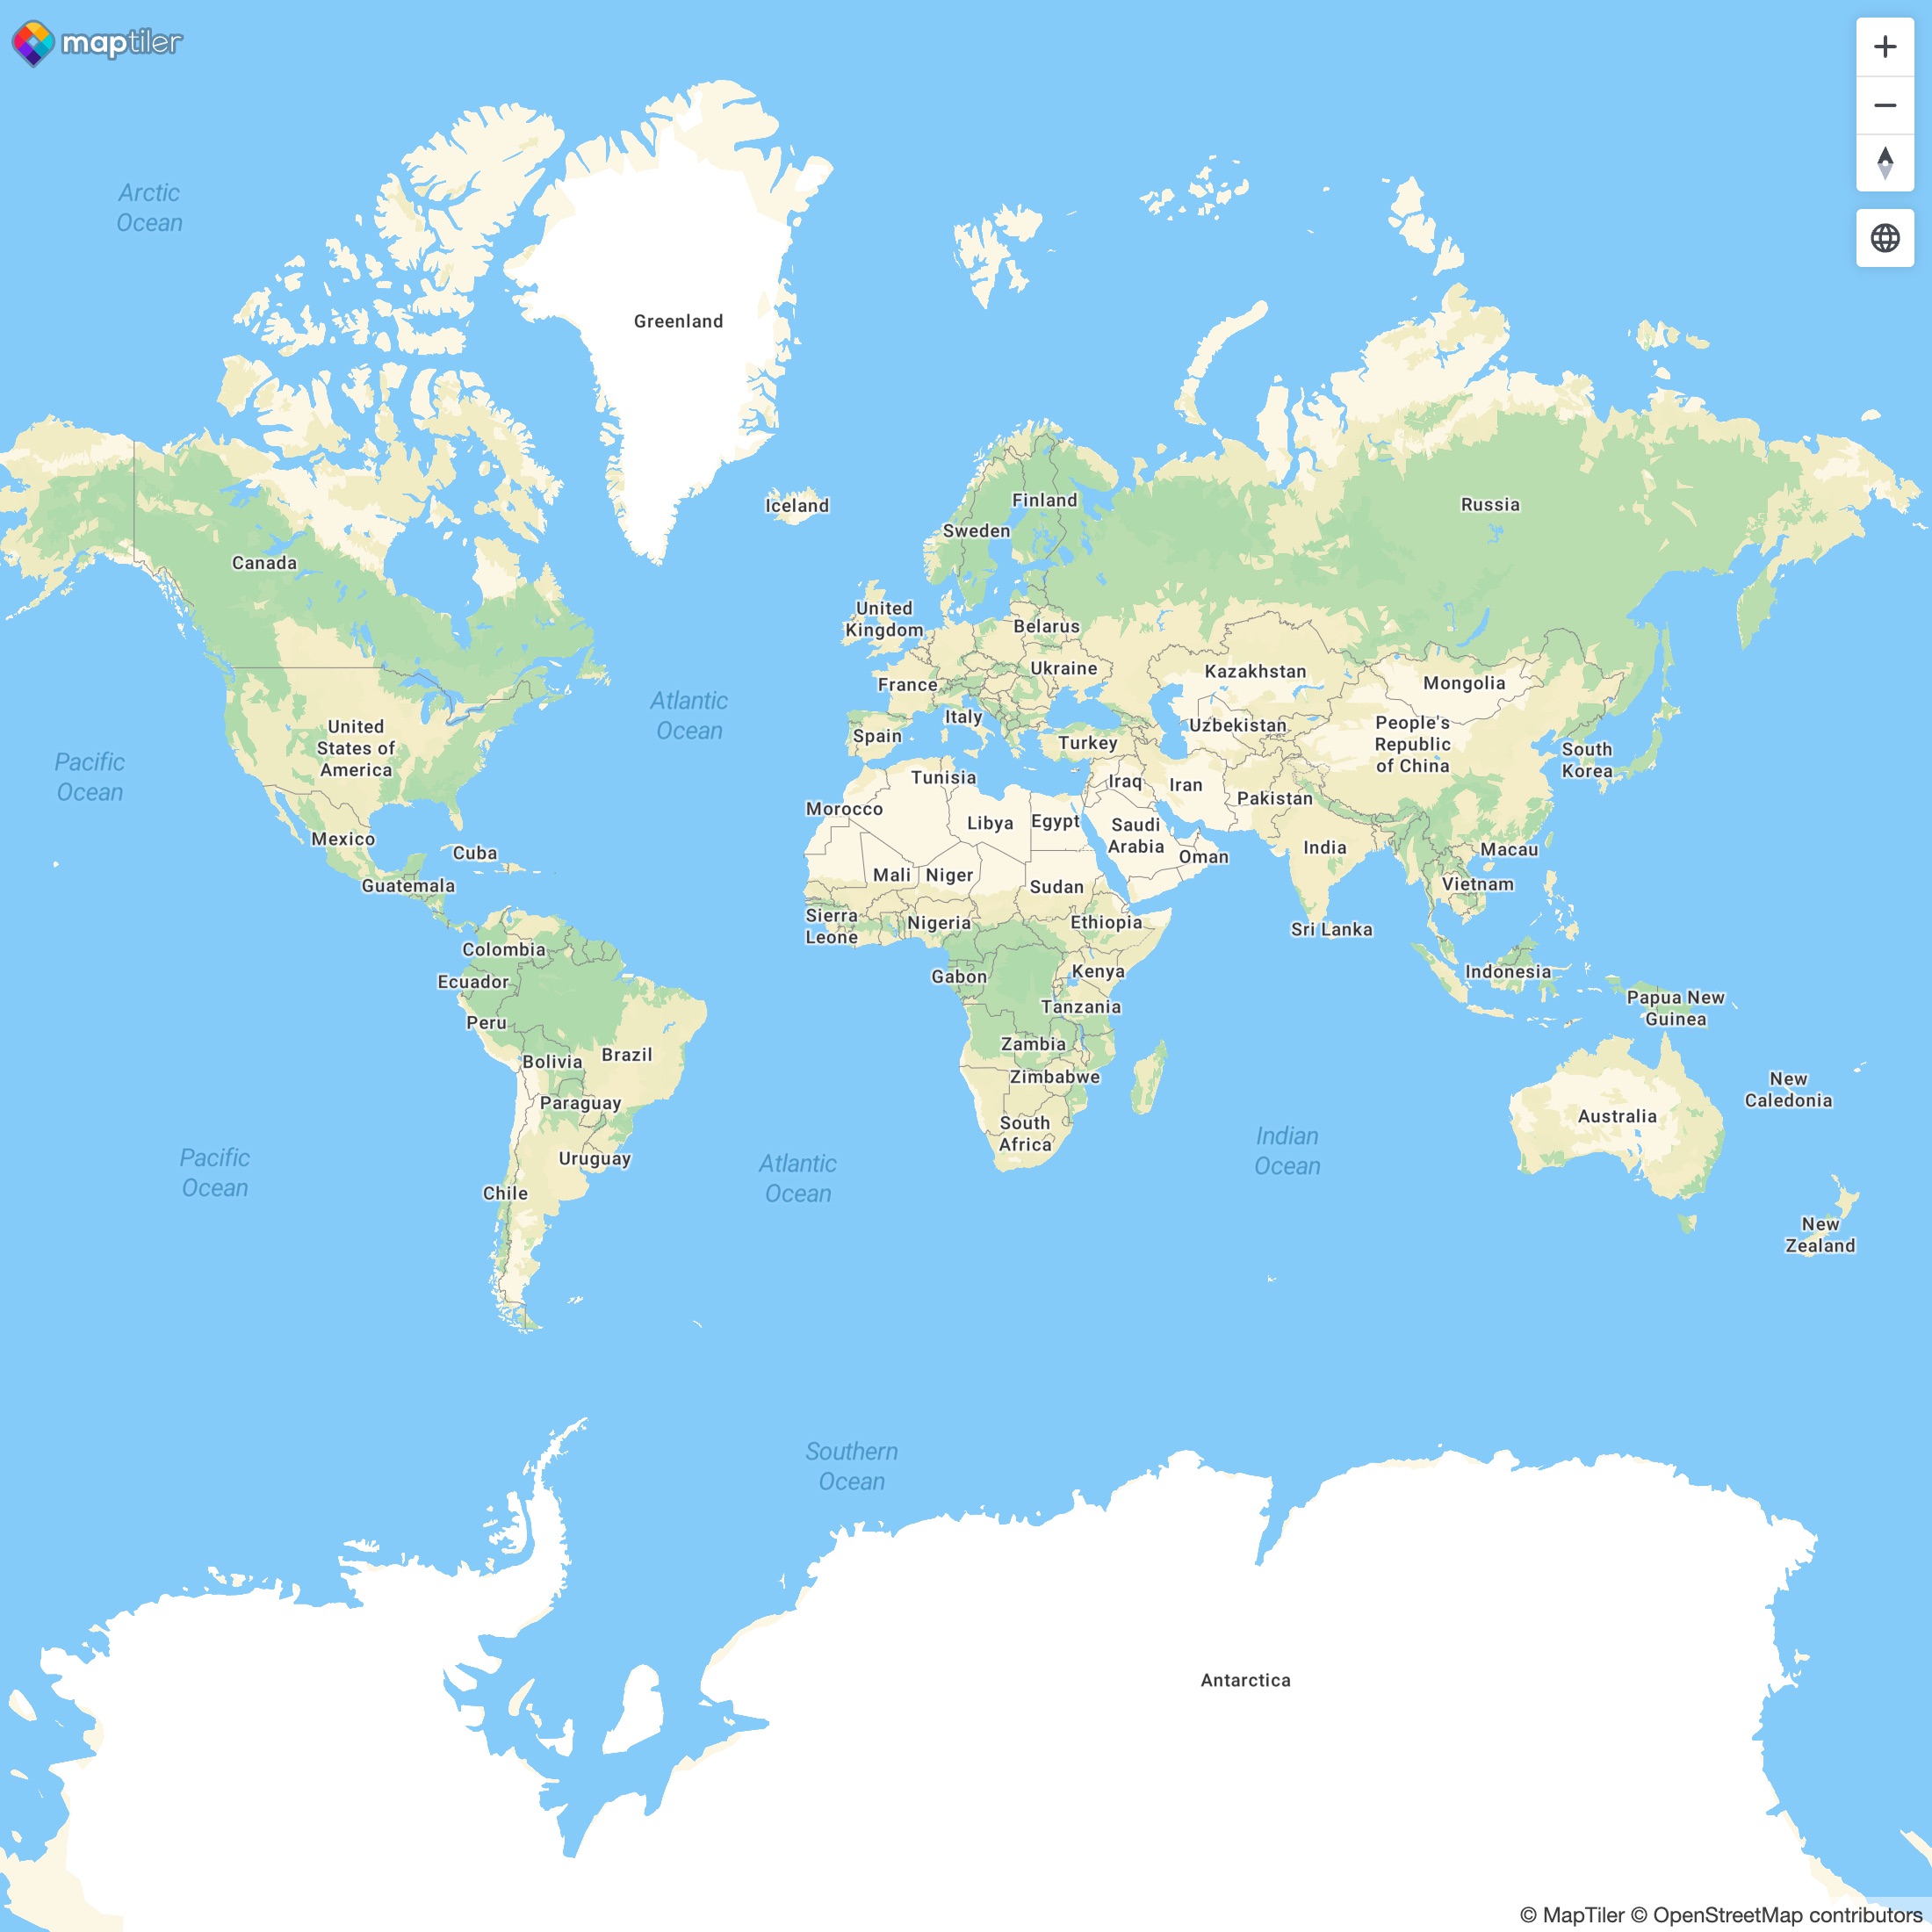 maptiler
Arctic
Ocean
Greenland
Iceland
Finland
Sweden
Russia
Canada
United
Kingdom
Belarus
Ukraine
Kazakhstan
Mongolia
France
Atlantic
Ocean
Italy
Uzbekistan
People's
Republic
of China
United
States of
America
Spain
Turkey
South
Korea
Pacific
Ocean
Tunisia
Iraq
Iran
Pakistan
Morocco
Libya
Egypt
Saudi
Arabia
Mexico
Cuba
India
Macau
Oman
Guatemala
Mali
Niger
Sudan
Vietnam
Sierra
Leone
Nigeria
Ethiopia
Sri Lanka
Colombia
Ecuador
Gabon
Kenya
Indonesia
Peru
Tanzania
Papua New
Guinea
Bolivia
Brazil
Zambia
Zimbabwe
New
Caledonia
Paraguay
South
Africa
Australia
Pacific
Ocean
Uruguay
Atlantic
Ocean
Indian
Ocean
Chile
New
Zealand
Southern
Ocean
Antarctica
© MapTiler © OpenStreetMap contributors